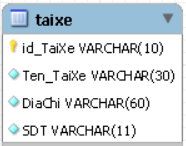 taixe
id_TaiXe VARCHAR(10)
Ten_TaiXe VARCHAR(30)
DiaChi VARCHAR(60)
SDT VARCHAR(11)